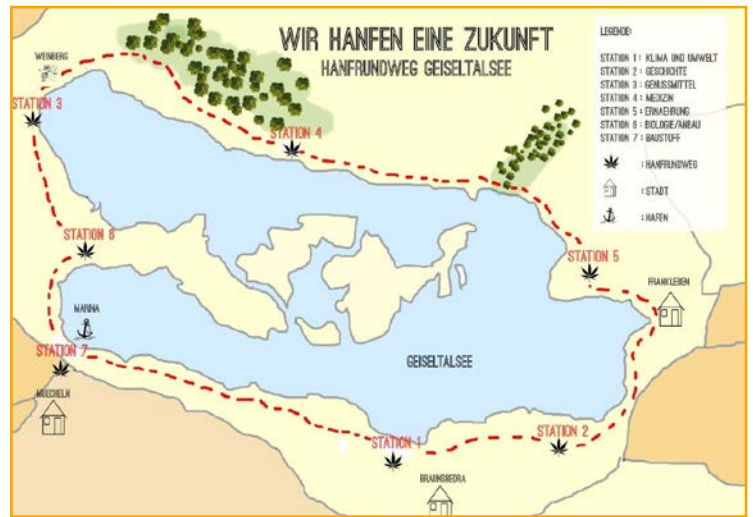 WIR HANFEN EINE ZUKUNFT
HANFRUNDWEG GEISELTALSEE
LEGENDE:
STATION 1: KLIMA UND UMWELT
STATION 2: GESCHICHTE
STATION 3: GENUSSMITTEL
STATION 4: MEDIZIN
STATION 5: ERNAEHRUNG
STATION 6: BIOLOGIE/ANBAU
STATION 7: BAUSTOFF
: HANFRUNDWEG
: STADT
: HAFEN
WEINBERG
STATION 3
STATION 4
STATION 6
STATION 5
FRANKLEBEN
MARINA
STATION 7
GEISELTALSEE
MUECHELN
STATION 1
STATION 2
BRAUNSBEDRA